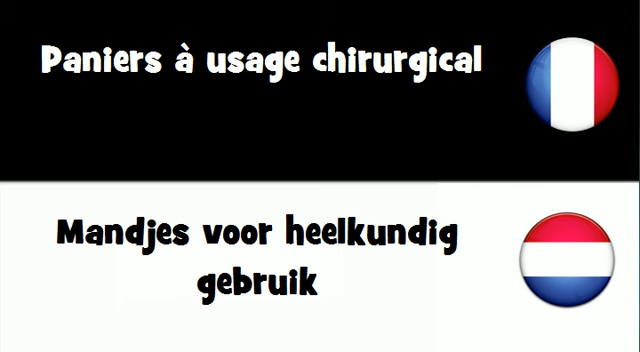 Paniers à usage chirurgical
Mandjes voor heelkundig
gebruik